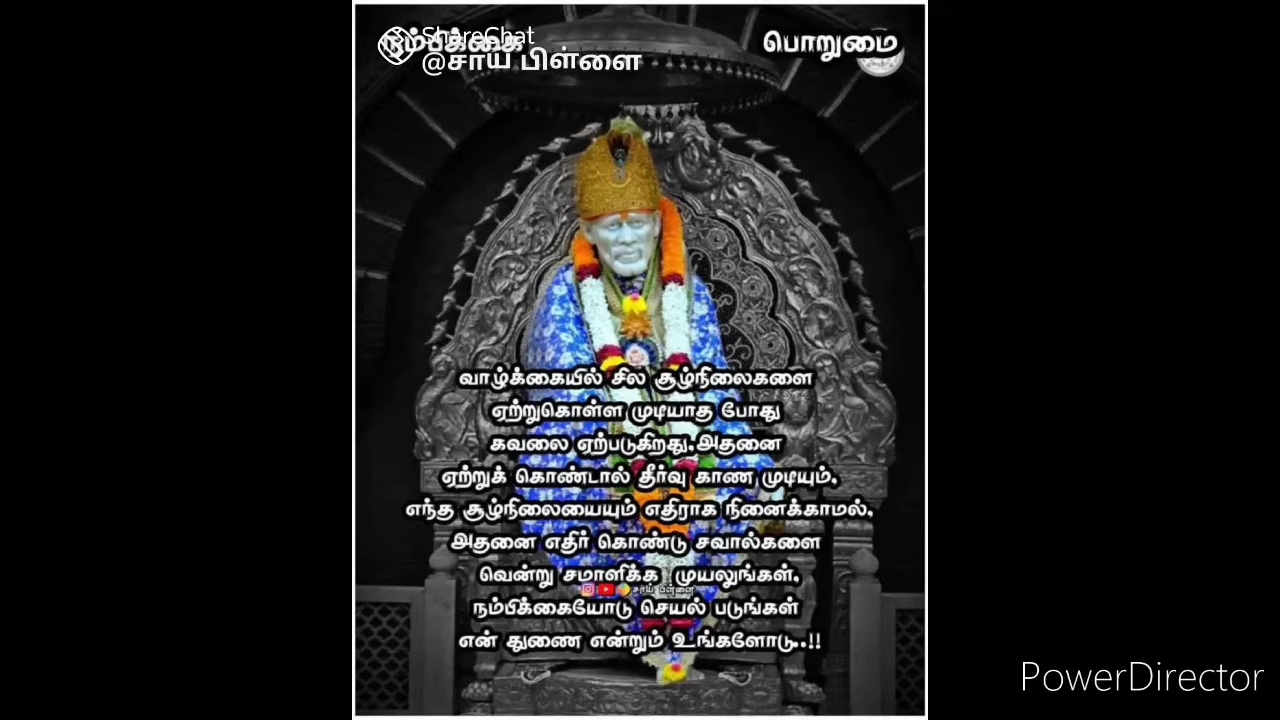 நம்பிக்கை
பொறுமை
ShareChat
@சாய் பிள்ளை
வாழ்க்கையில் சில சூழ்நிலைகளை
ஏற்றுகொள்ள முடியாத போது
கவலை ஏற்படுகிறது.அதனை
ஏற்றுக் கொண்டால் தீர்வு காண முடியும்,
எந்த சூழ்நிலையையும் எதிராக நினைக்காமல்,
அதனை எதிர் கொண்டு சவால்களை
வென்று சமாளிக்க முயலுங்கள்,
சாய் பிள்ளை
நம்பிக்கையோடு செயல் படுங்கள்
என் துணை என்றும் உங்களோடு..!!
PowerDirector